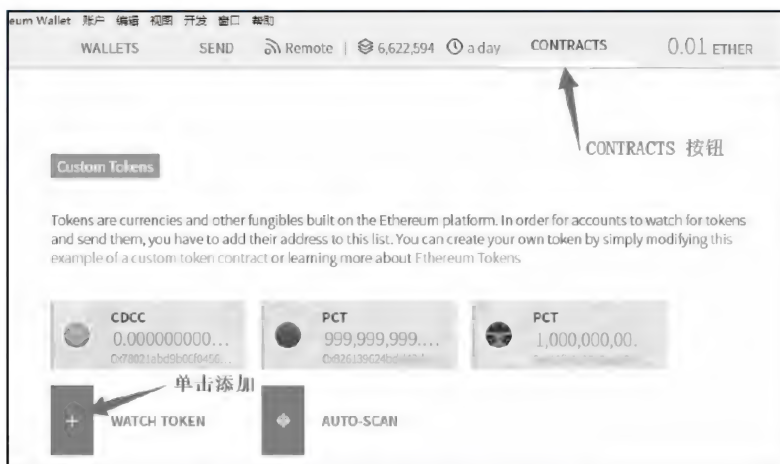 eum Wallet 账户 编辑 视图 开发 窗口 帮助
WALLETS SEND Remote | 6,622,594 a day CONTRACTS 0.01 ETHER
CONTRACTS 按钮
Custom Tokens
Tokens are currencies and other fungibles built on the Ethereum platform. In order for accounts to watch for tokens
and send them, you have to add their address to this list. You can create your own token by simply modifying this
example of a custom token contract or learning more about Ethereum Tokens
CDCC PCT PCT
0.000000000... 999,999,999.... 1,000,000,00.
单击添加
WATCH TOKEN AUTO-SCAN